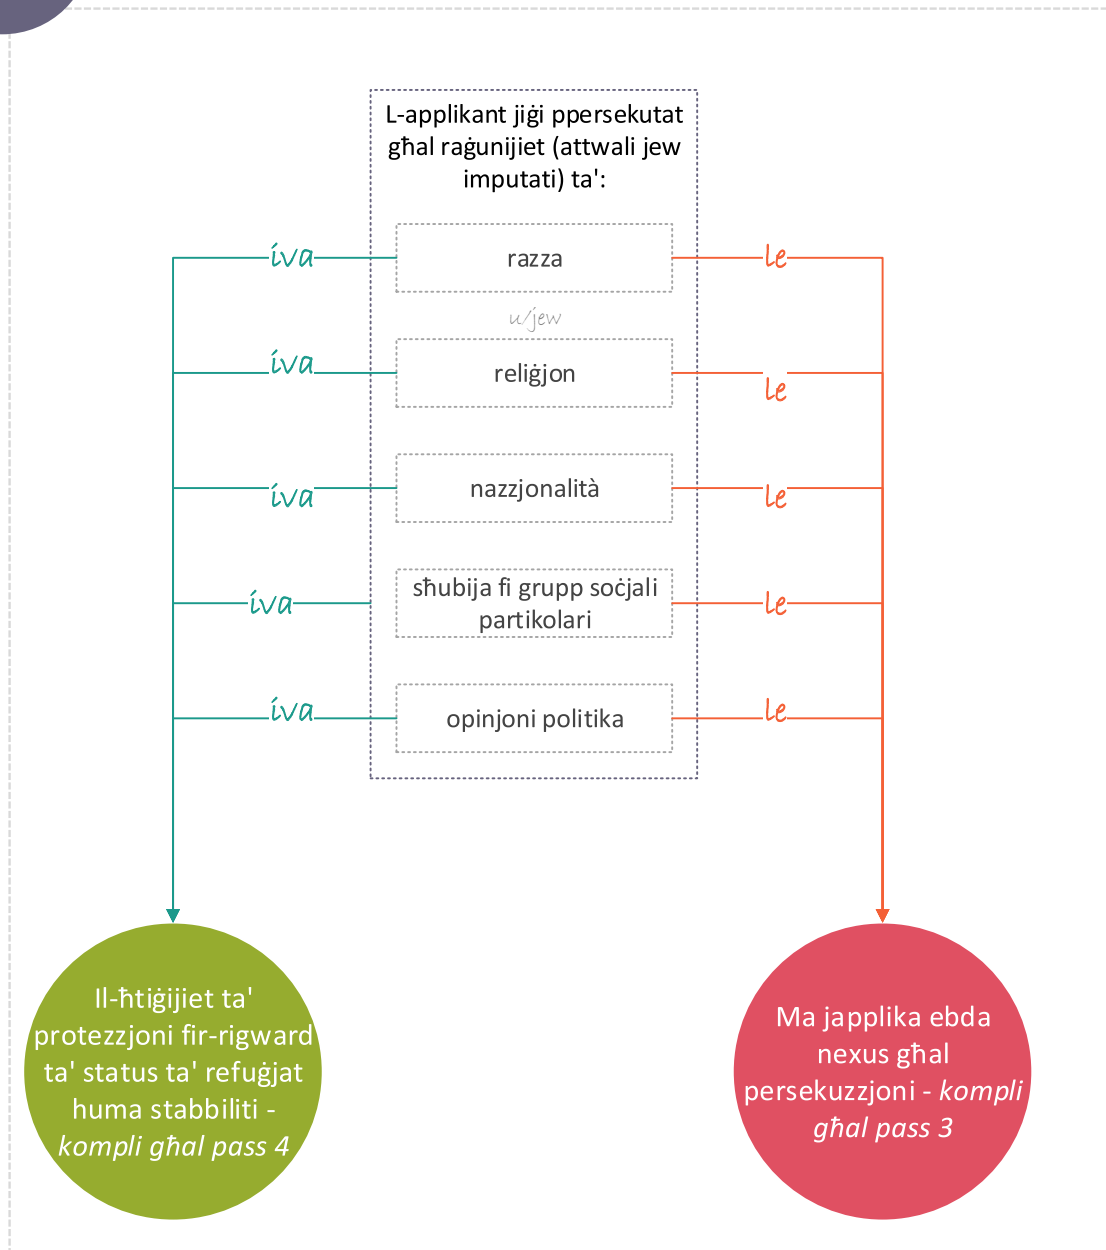 L-applikant jiġi ppersekutat
għal raġunijiet (attwali jew
imputati) ta':
iva
razza
le
u/jew
iva
reliġjon
le
iva
nazzjonalità
le
iva
sħubija fi grupp soċjali
partikolari
le
iva
opinjoni politika
le
Il-ħtiġijiet ta'
protezzjoni fir-rigward
ta' status ta' refuġjat
huma stabbiliti -
kompli għal pass 4
Ma japplika ebda
nexus għal
persekuzzjoni - kompli
għal pass 3